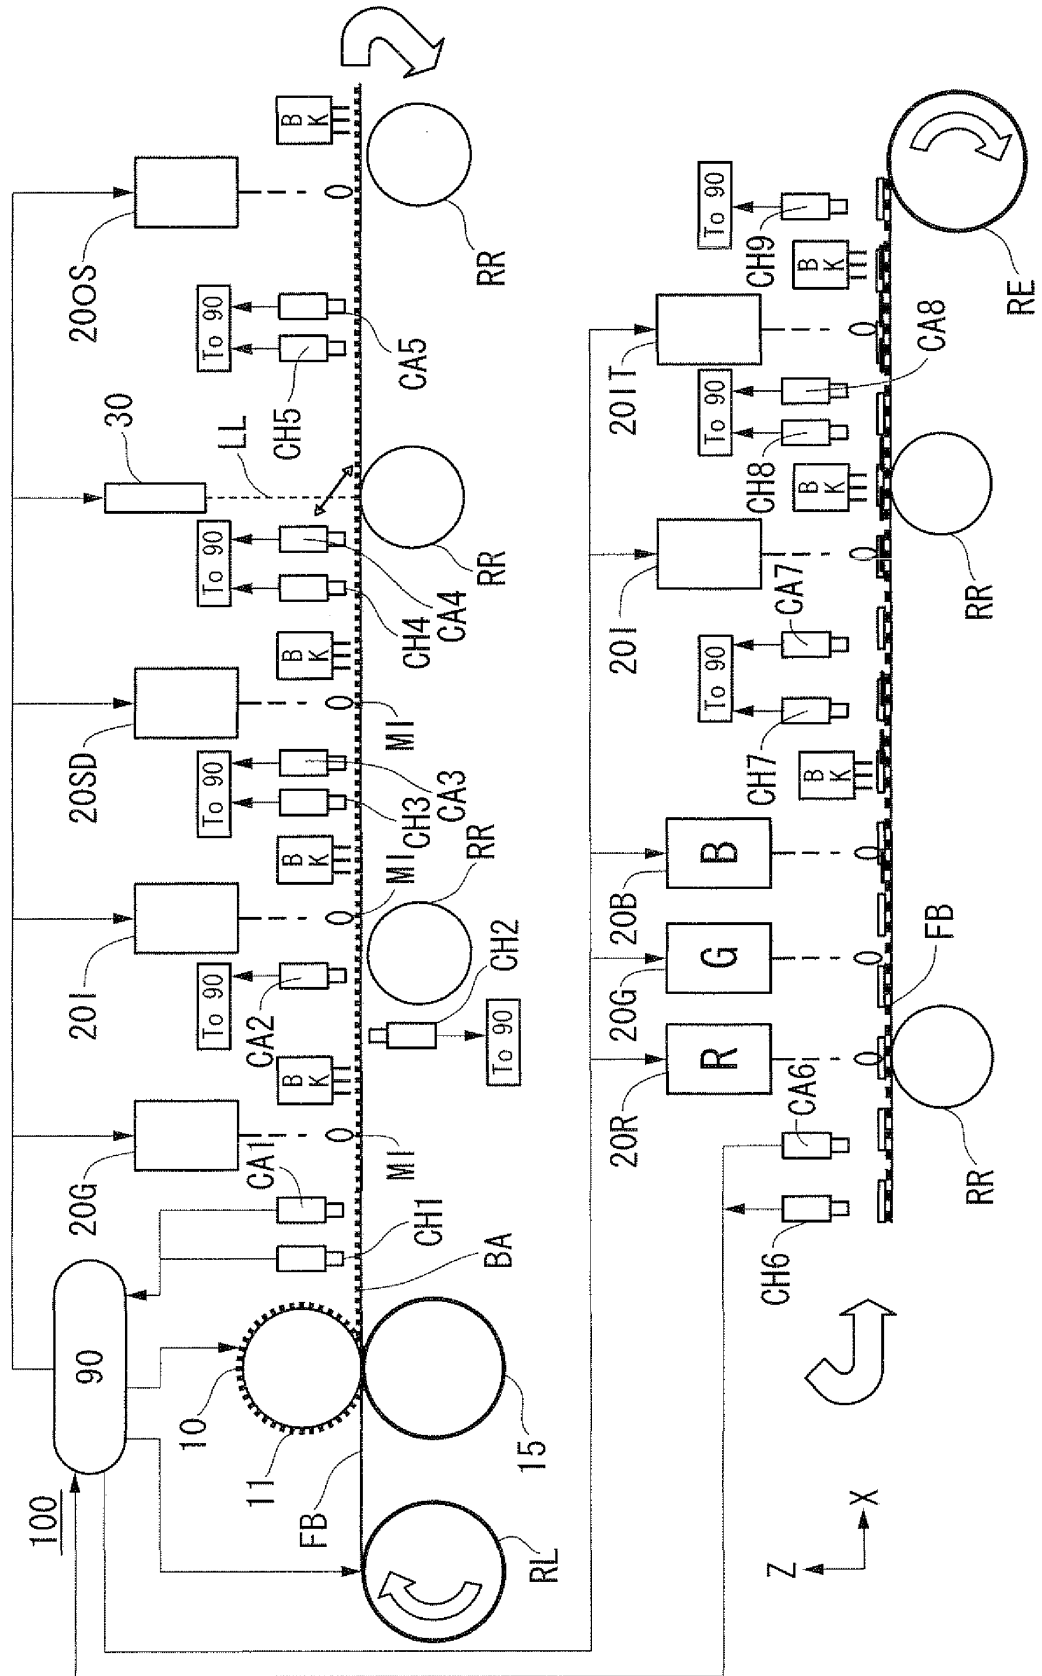 100
90
10
11
FB
RL
15
BA
CH1
CA1
20G
MI
BK
To 90
CA2
CH2
20I
MI
RR
BK
To 90
CH3
CA3
20SD
MI
BK
To 90
CH4
CA4
30
LL
RR
To 90
CH5
CA5
20OS
BK
RR
Z
X
CH6
CA6
RR
20R
R
20G
G
20B
B
FB
BK
To 90
CH7
CA7
20I
BK
RR
To 90
CH8
CA8
20IT
BK
To 90
CH9
RE